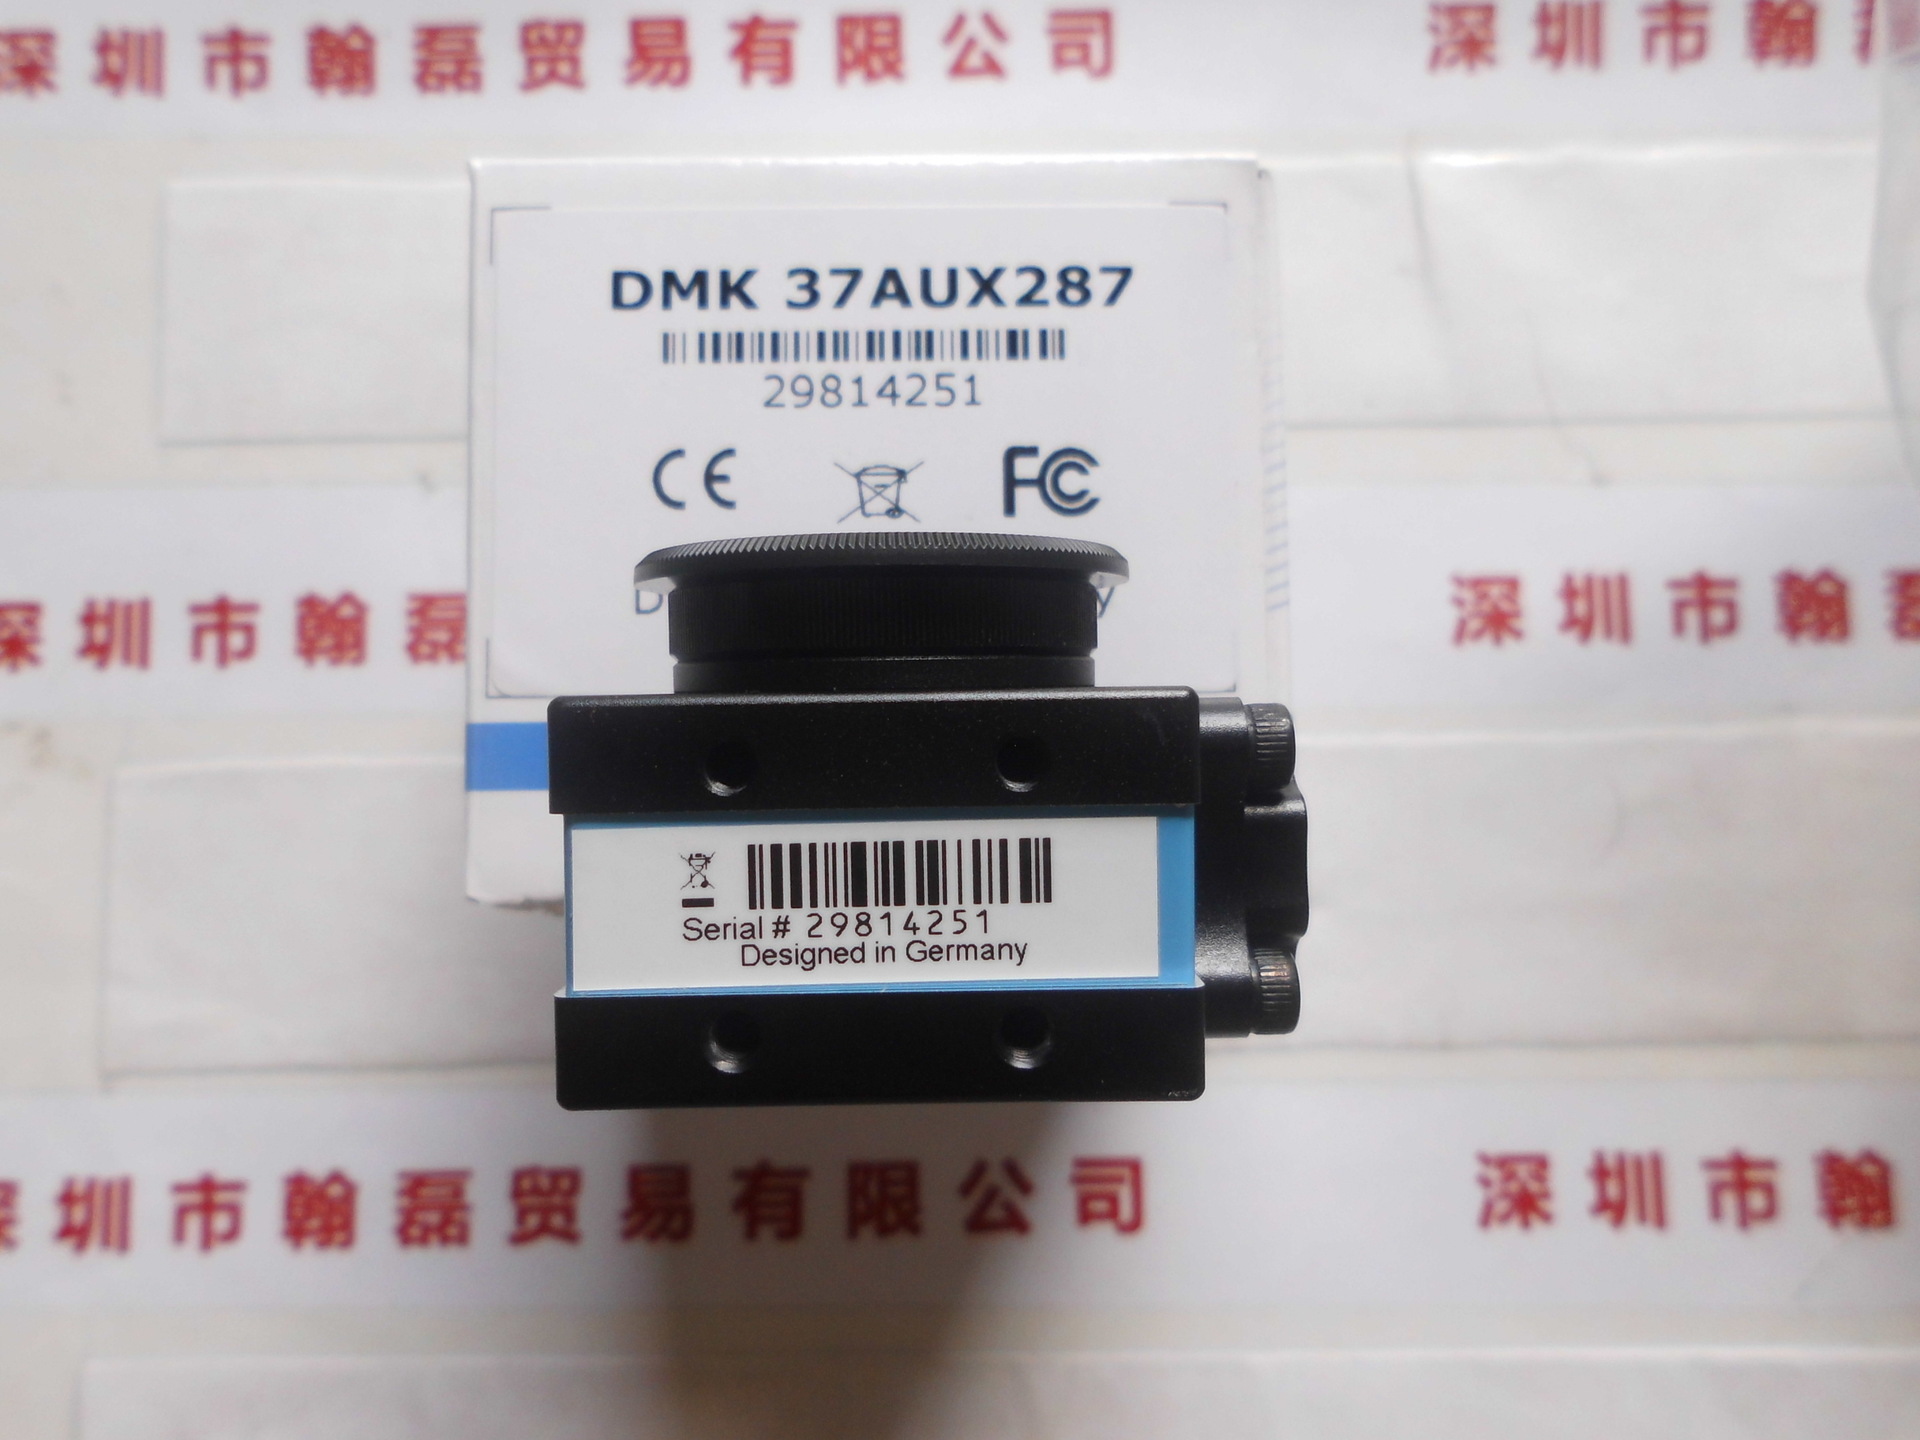 深圳市翰磊贸易有限公司 深圳市翰
DMK 37AUX287
29814251
CE FC
深圳市翰磊 深圳市翰磊
Serial # 29814251
Designed in Germany
深圳市翰磊贸易有限公司 深圳市翰